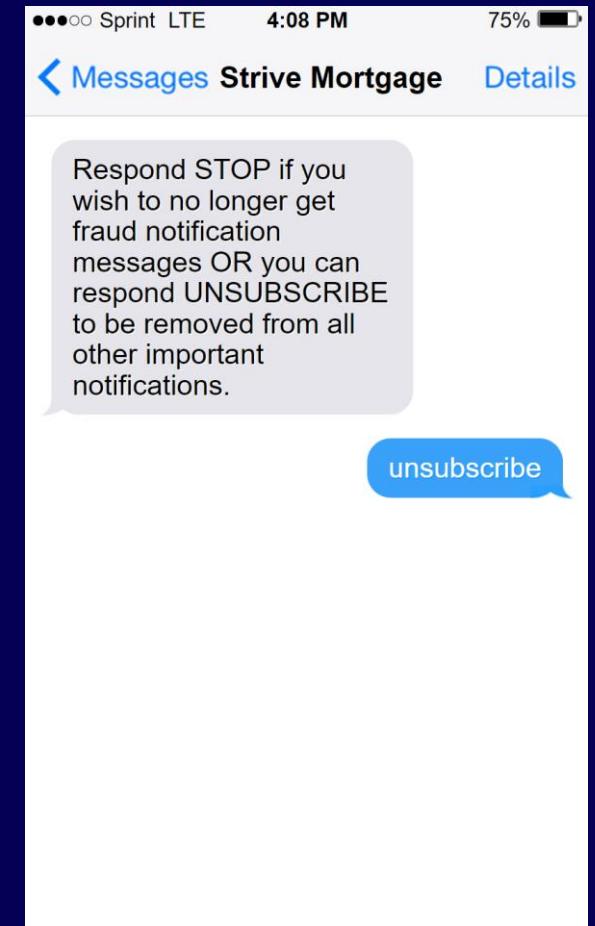 Sprint LTE 4:08 PM 75%
Messages Strive Mortgage Details
Respond STOP if you
wish to no longer get
fraud notification
messages OR you can
respond UNSUBSCRIBE
to be removed from all
other important
notifications.
unsubscribe